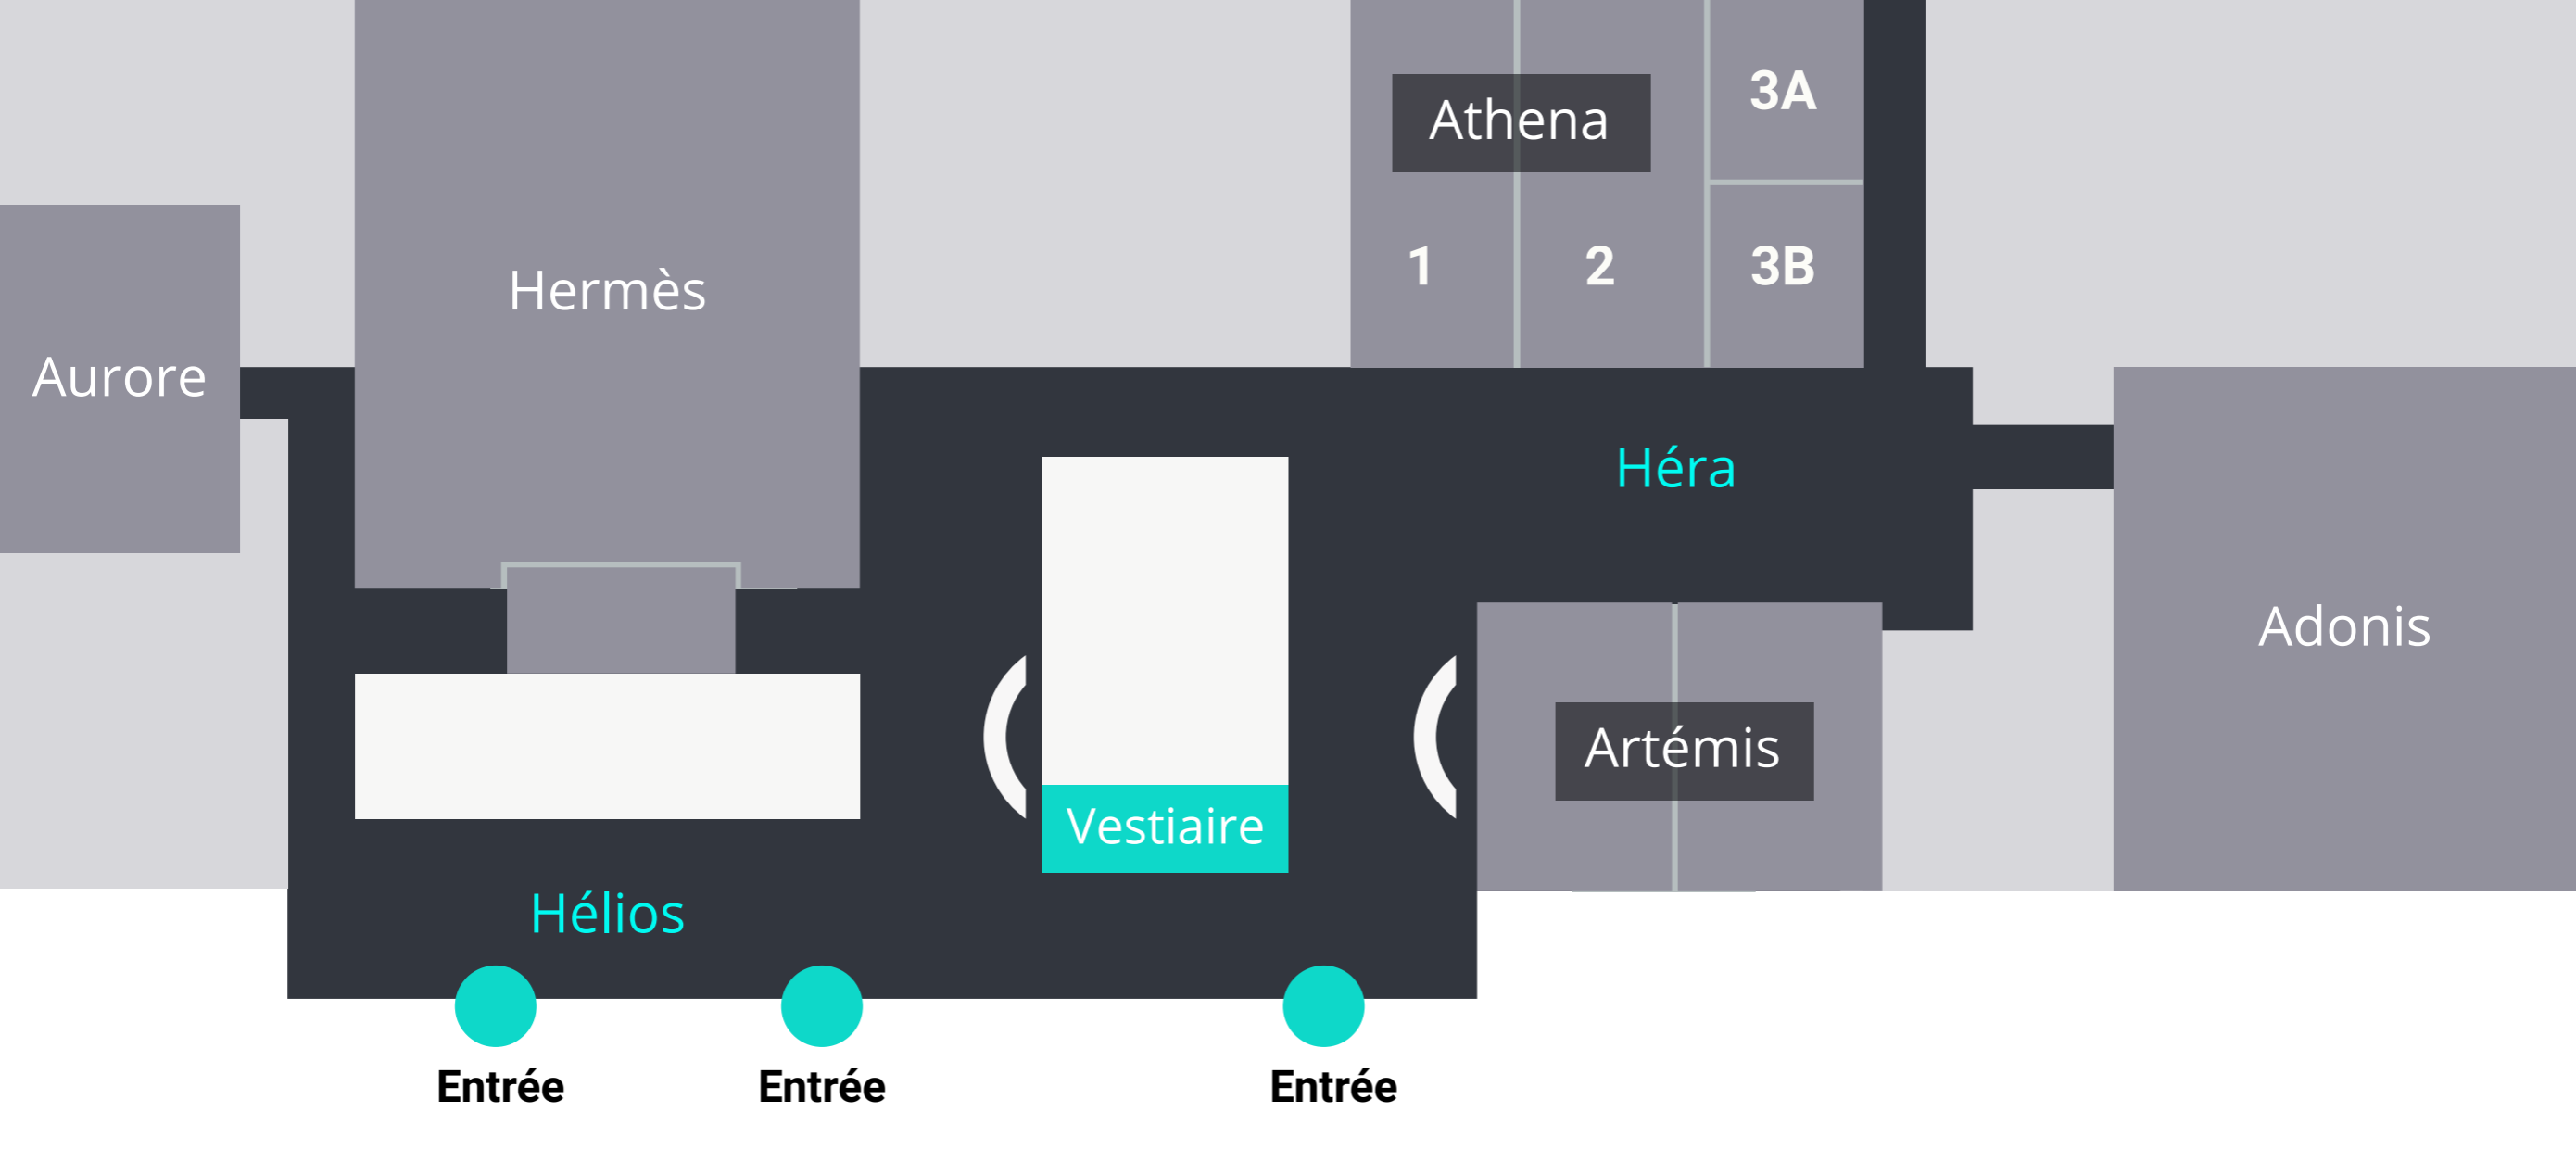 3A
Athena
1
2
3B
Hermès
Aurore
Héra
Adonis
Artémis
Vestiaire
Hélios
Entrée
Entrée
Entrée